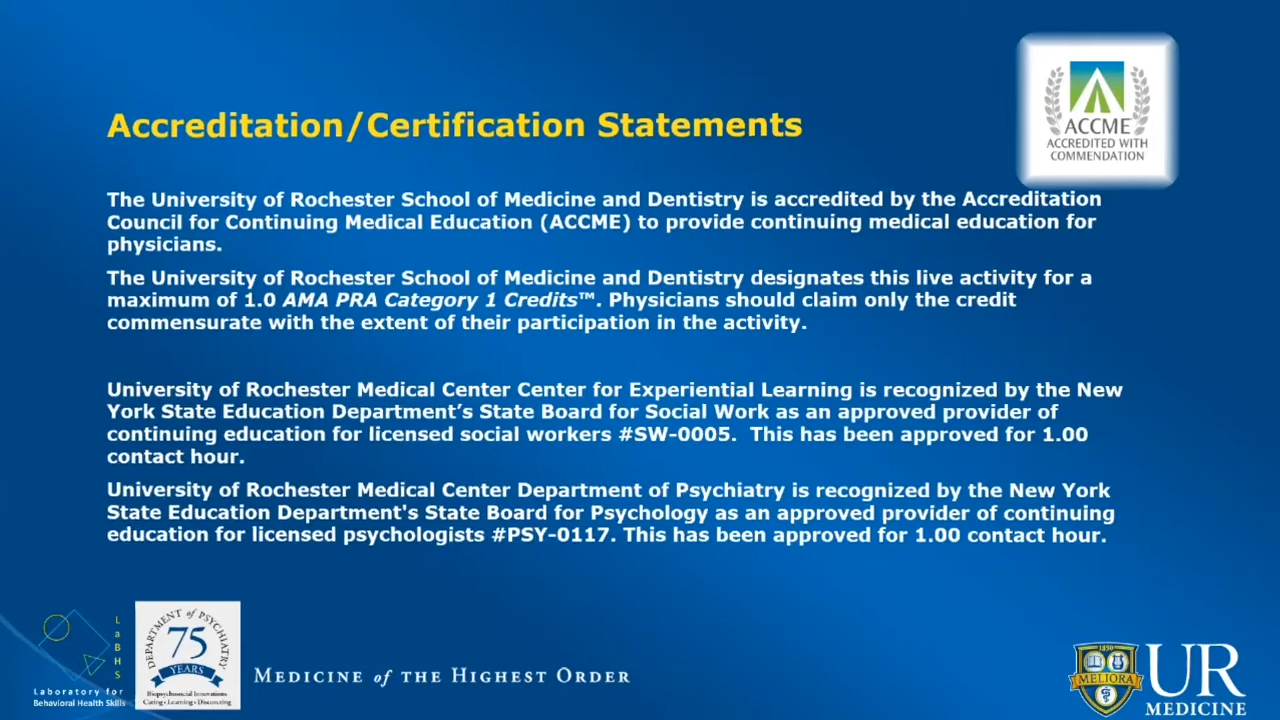 ACCME
ACCREDITED WITH
COMMENDATION
Accreditation/Certification Statements
The University of Rochester School of Medicine and Dentistry is accredited by the Accreditation
Council for Continuing Medical Education (ACCME) to provide continuing medical education for
physicians.
The University of Rochester School of Medicine and Dentistry designates this live activity for a
maximum of 1.0 AMA PRA Category 1 Credits™. Physicians should claim only the credit
commensurate with the extent of their participation in the activity.
University of Rochester Medical Center Center for Experiential Learning is recognized by the New
York State Education Department’s State Board for Social Work as an approved provider of
continuing education for licensed social workers #SW-0005.  This has been approved for 1.00
contact hour.
University of Rochester Medical Center Department of Psychiatry is recognized by the New York
State Education Department's State Board for Psychology as an approved provider of continuing
education for licensed psychologists #PSY-0117. This has been approved for 1.00 contact hour.
LaBHS
Laboratory for
Behavioral Health Skills
DEPARTMENT of PSYCHIATRY
75
YEARS
Biopsychosocial Innovations
Caring • Learning • Discovering
MEDICINE of THE HIGHEST ORDER
1850
MELIORA
UR
MEDICINE